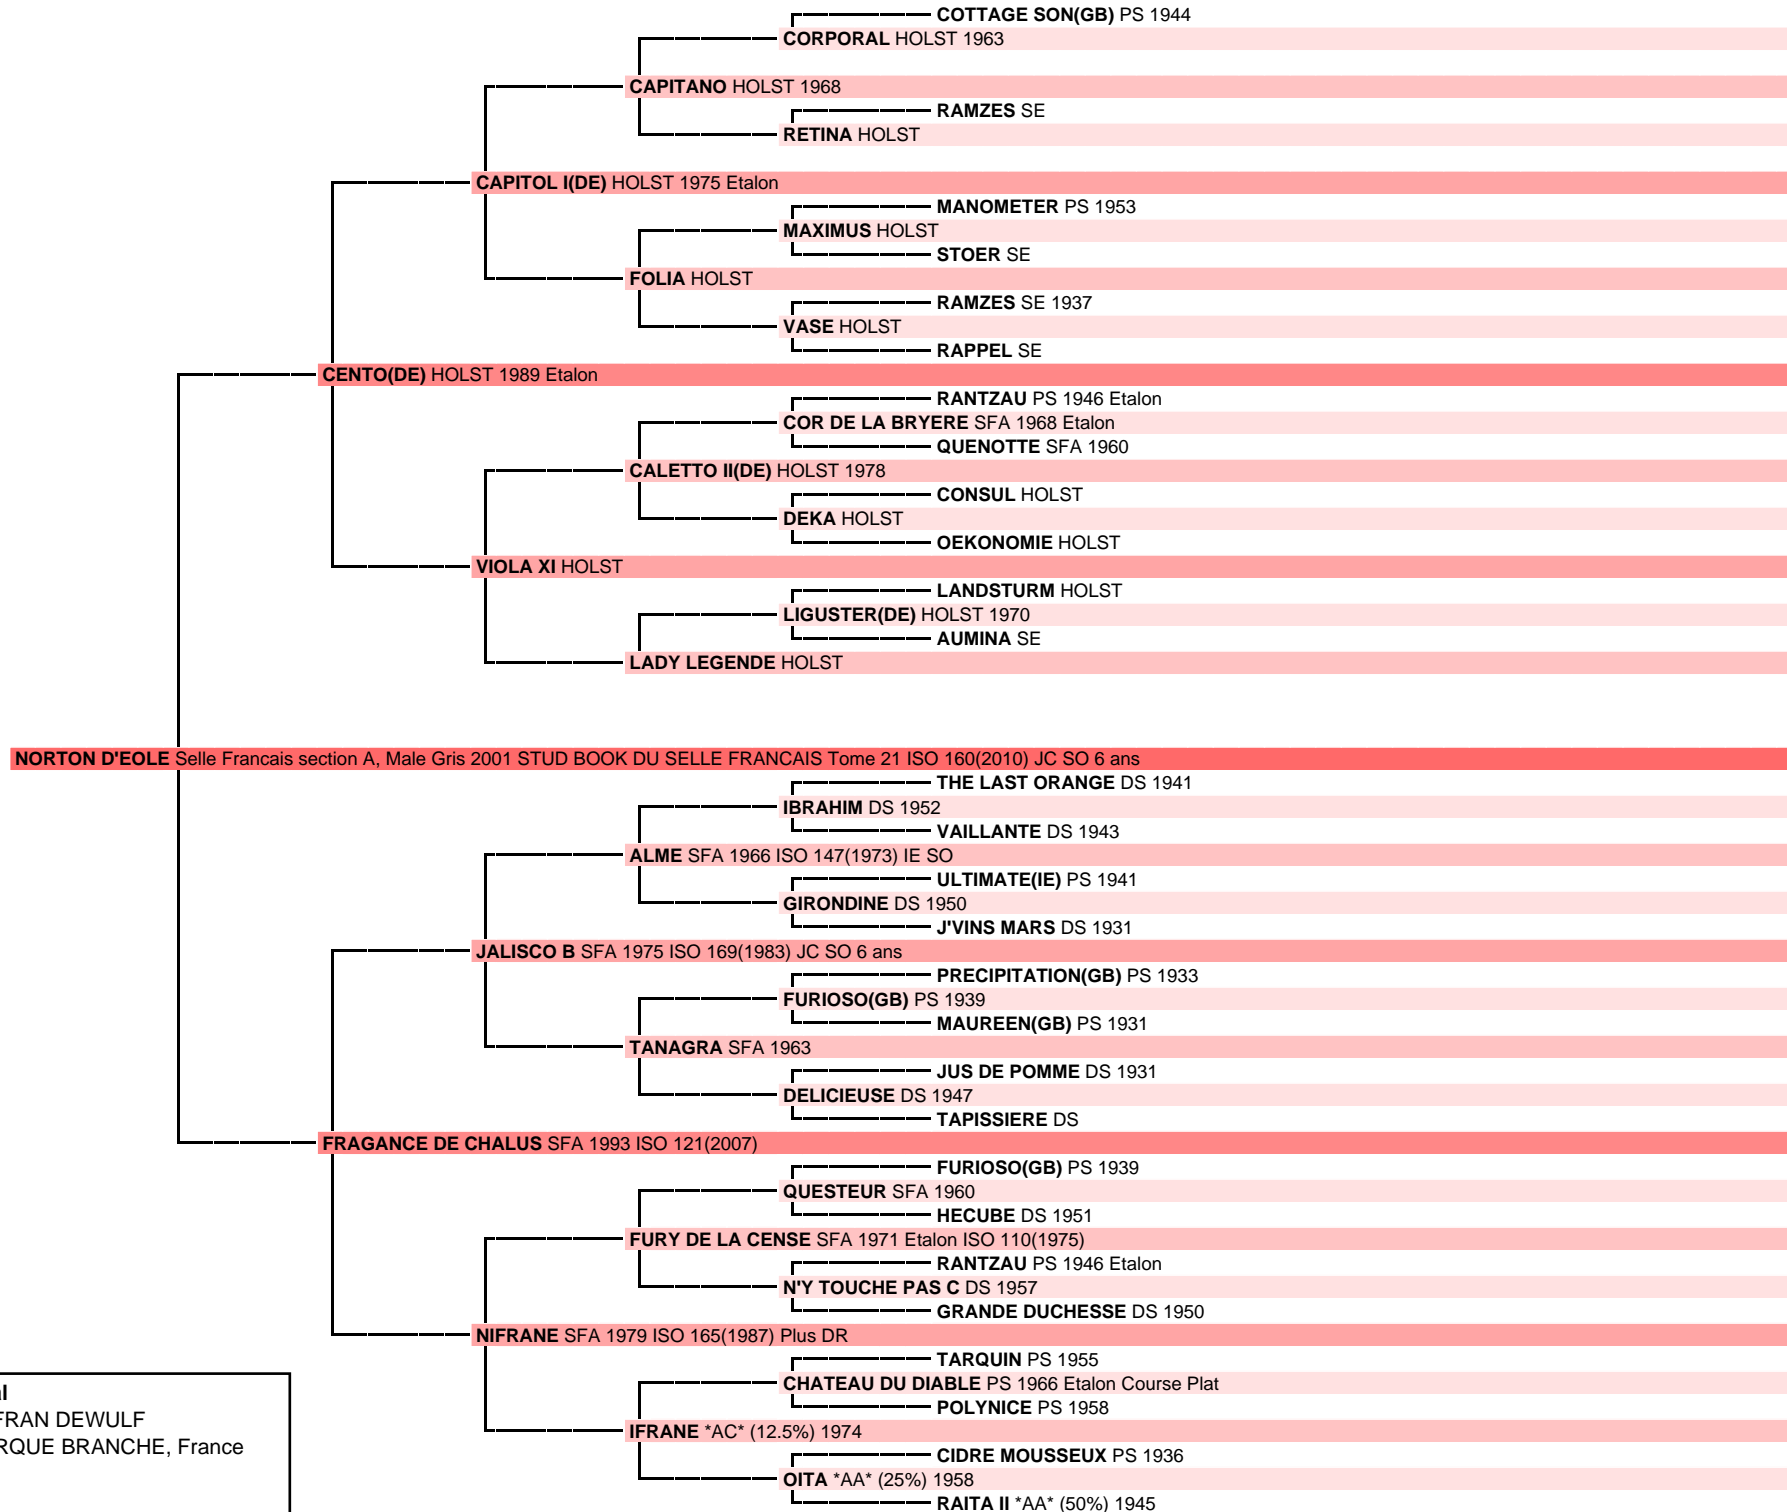 COTTAGE SON(GB) PS 1944
CORPORAL HOLST 1963
CAPITANO HOLST 1968
RAMZES SE
RETINA HOLST
CAPITOL I(DE) HOLST 1975 Etalon
MANOMETER PS 1953
MAXIMUS HOLST
STOER SE
FOLIA HOLST
RAMZES SE 1937
VASE HOLST
RAPPEL SE
CENTO(DE) HOLST 1989 Etalon
RANTZAU PS 1946 Etalon
COR DE LA BRYERE SFA 1968 Etalon
QUENOTTE SFA 1960
CALETTO II(DE) HOLST 1978
CONSUL HOLST
DEKA HOLST
OEKONOMIE HOLST
VIOLA XI HOLST
LANDSTURM HOLST
LIGUSTER(DE) HOLST 1970
AUMINA SE
LADY LEGENDE HOLST
NORTON D'EOLE Selle Francais section A, Male Gris 2001 STUD BOOK DU SELLE FRANCAIS Tome 21 ISO 160(2010) JC SO 6 ans
THE LAST ORANGE DS 1941
IBRAHIM DS 1952
VAILLANTE DS 1943
ALME SFA 1966 ISO 147(1973) IE SO
ULTIMATE(IE) PS 1941
GIRONDINE DS 1950
J'VINS MARS DS 1931
JALISCO B SFA 1975 ISO 169(1983) JC SO 6 ans
PRECIPITATION(GB) PS 1933
FURIOSO(GB) PS 1939
MAUREEN(GB) PS 1931
TANAGRA SFA 1963
JUS DE POMME DS 1931
DELICIEUSE DS 1947
TAPISSIERE DS
FRAGANCE DE CHALUS SFA 1993 ISO 121(2007)
FURIOSO(GB) PS 1939
QUESTEUR SFA 1960
HECUBE DS 1951
FURY DE LA CENSE SFA 1971 Etalon ISO 110(1975)
RANTZAU PS 1946 Etalon
N'Y TOUCHE PAS C DS 1957
GRANDE DUCHESSE DS 1950
NIFRANE SFA 1979 ISO 165(1987) Plus DR
TARQUIN PS 1955
CHATEAU DU DIABLE PS 1966 Etalon Course Plat
POLYNICE PS 1958
IFRANE *AC* (12.5%) 1974
CIDRE MOUSSEUX PS 1936
OITA *AA* (25%) 1958
RAITA II *AA* (50%) 1945
FRAN DEWULF
RQUE BRANCHE, France